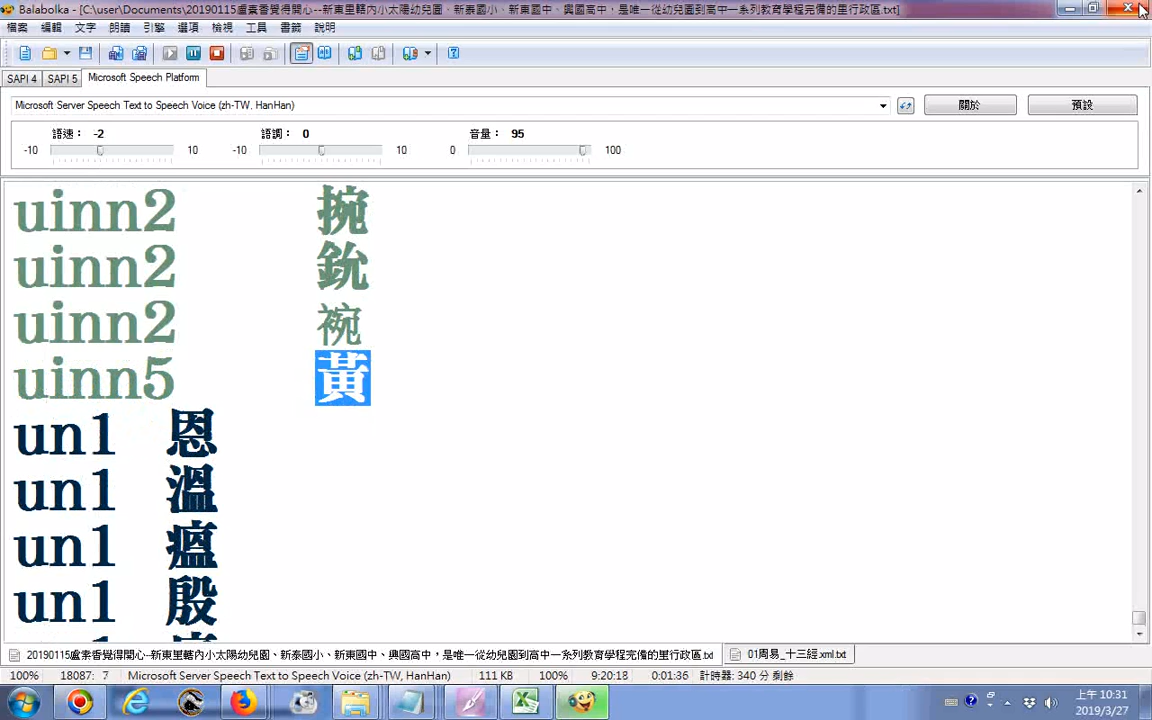 Balabolka - [C:\user\Documents\20190115盧素香覺得開心--新東里轄內小太陽幼兒園、新泰國小、新東國中、興國高中，是唯一從幼兒園到高中一系列教育學程完備的里行政區.txt]
檔案 編輯 文字 朗讀 引擎 選項 檢視 工具 書籤 說明
SAPI 4 SAPI 5 Microsoft Speech Platform
Microsoft Server Speech Text to Speech Voice (zh-TW, HanHan) 關於 預設
語速： -2 語調： 0 音量： 95
-10 10 -10 10 0 100
uinn2 捥
uinn2 鋔
uinn2 裷
uinn5 黃
un1 恩
un1 溫
un1 瘟
un1 殷
20190115盧素香覺得開心--新東里轄內小太陽幼兒園、新泰國小、新東國中、興國高中，是唯一從幼兒園到高中一系列教育學程完備的里行政區.txt 01周易_十三經.xml.txt
100% 18087: 7 Microsoft Server Speech Text to Speech Voice (zh-TW, HanHan) 111 KB 100% 9:20:18 0:01:36 計時器: 340 分 剩餘
上午 10:31
2019/3/27